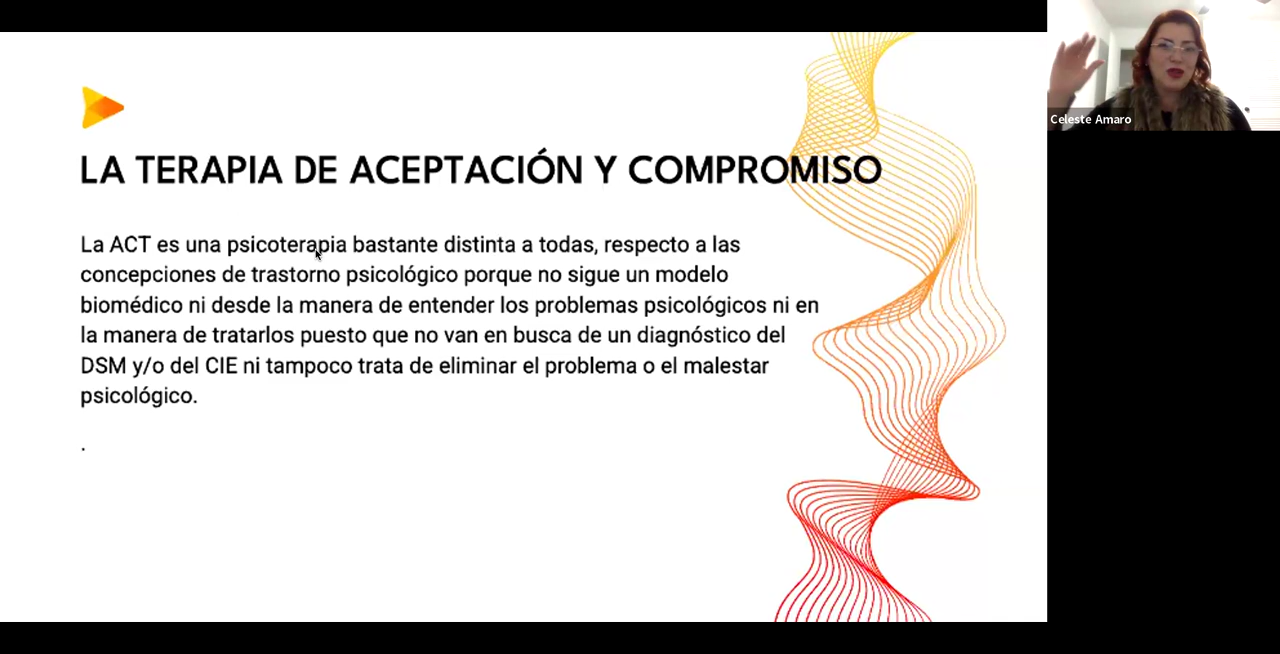 LA TERAPIA DE ACEPTACIÓN Y COMPROMISO
La ACT es una psicoterapia bastante distinta a todas, respecto a las
concepciones de trastorno psicológico porque no sigue un modelo
biomédico ni desde la manera de entender los problemas psicológicos ni en
la manera de tratarlos puesto que no van en busca de un diagnóstico del
DSM y/o del CIE ni tampoco trata de eliminar el problema o el malestar
psicológico.
.
Celeste Amaro